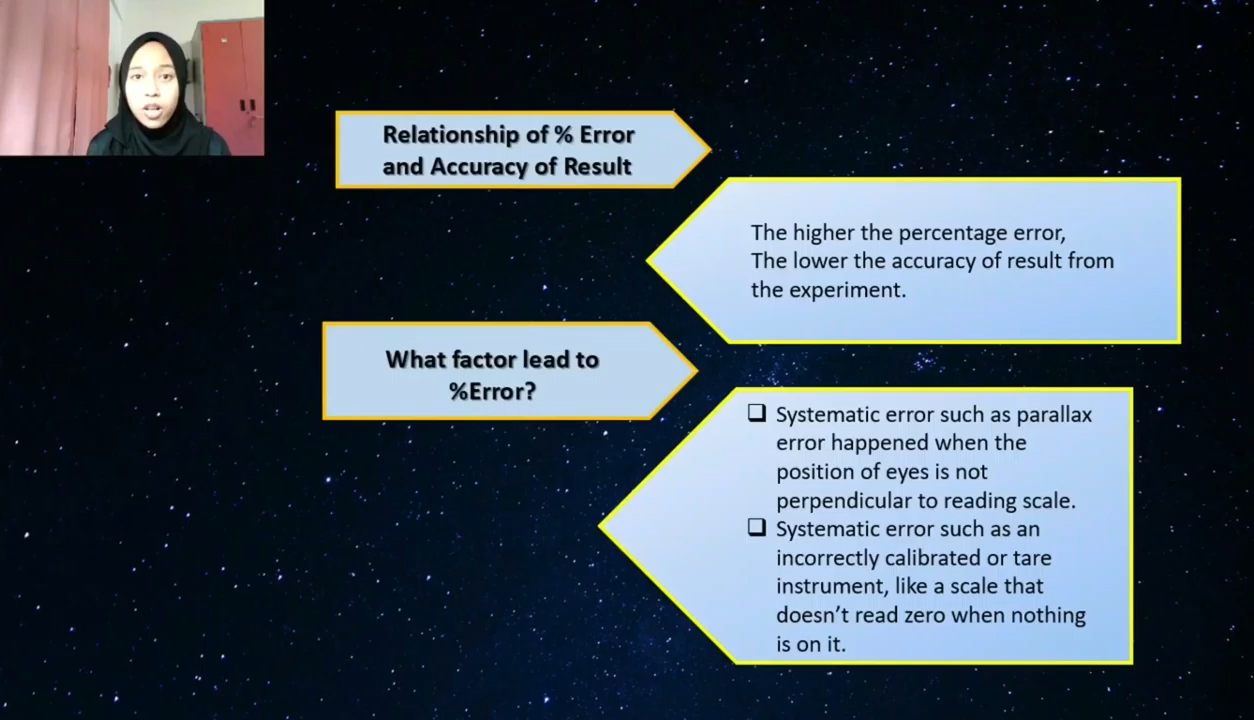 Relationship of % Error
and Accuracy of Result
The higher the percentage error,
The lower the accuracy of result from
the experiment.
What factor lead to
%Error?
❑ Systematic error such as parallax
error happened when the
position of eyes is not
perpendicular to reading scale.
❑ Systematic error such as an
incorrectly calibrated or tare
instrument, like a scale that
doesn’t read zero when nothing
is on it.